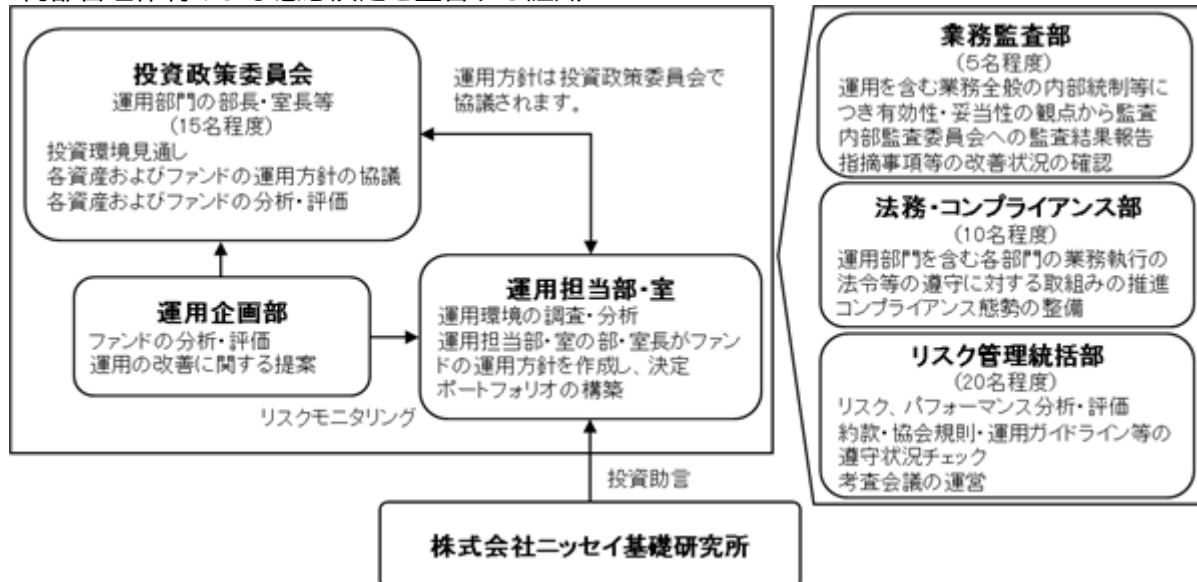 投資政策委員会
運用部門の部長・室長等
(15名程度)
投資環境見通し
各資産およびファンドの運用方針の協議
各資産およびファンドの分析・評価
運用方針は投資政策委員会で
協議されます。
運用企画部
ファンドの分析・評価
運用の改善に関する提案
運用担当部・室
運用環境の調査・分析
運用担当部・室の部・室長がファン
ドの運用方針を作成し、決定
ポートフォリオの構築
リスクモニタリング
投資助言
株式会社ニッセイ基礎研究所
業務監査部
(5名程度)
運用を含む業務全般の内部統制等に
つき有効性・妥当性の観点から監査
内部監査委員会への監査結果報告
指摘事項等の改善状況の確認
法務・コンプライアンス部
(10名程度)
運用部門を含む各部門の業務執行の
法令等の遵守に対する取組みの推進
コンプライアンス態勢の整備
リスク管理統括部
(20名程度)
リスク、パフォーマンス分析・評価
約款・協会規則・運用ガイドライン等の
遵守状況チェック
考査会議の運営